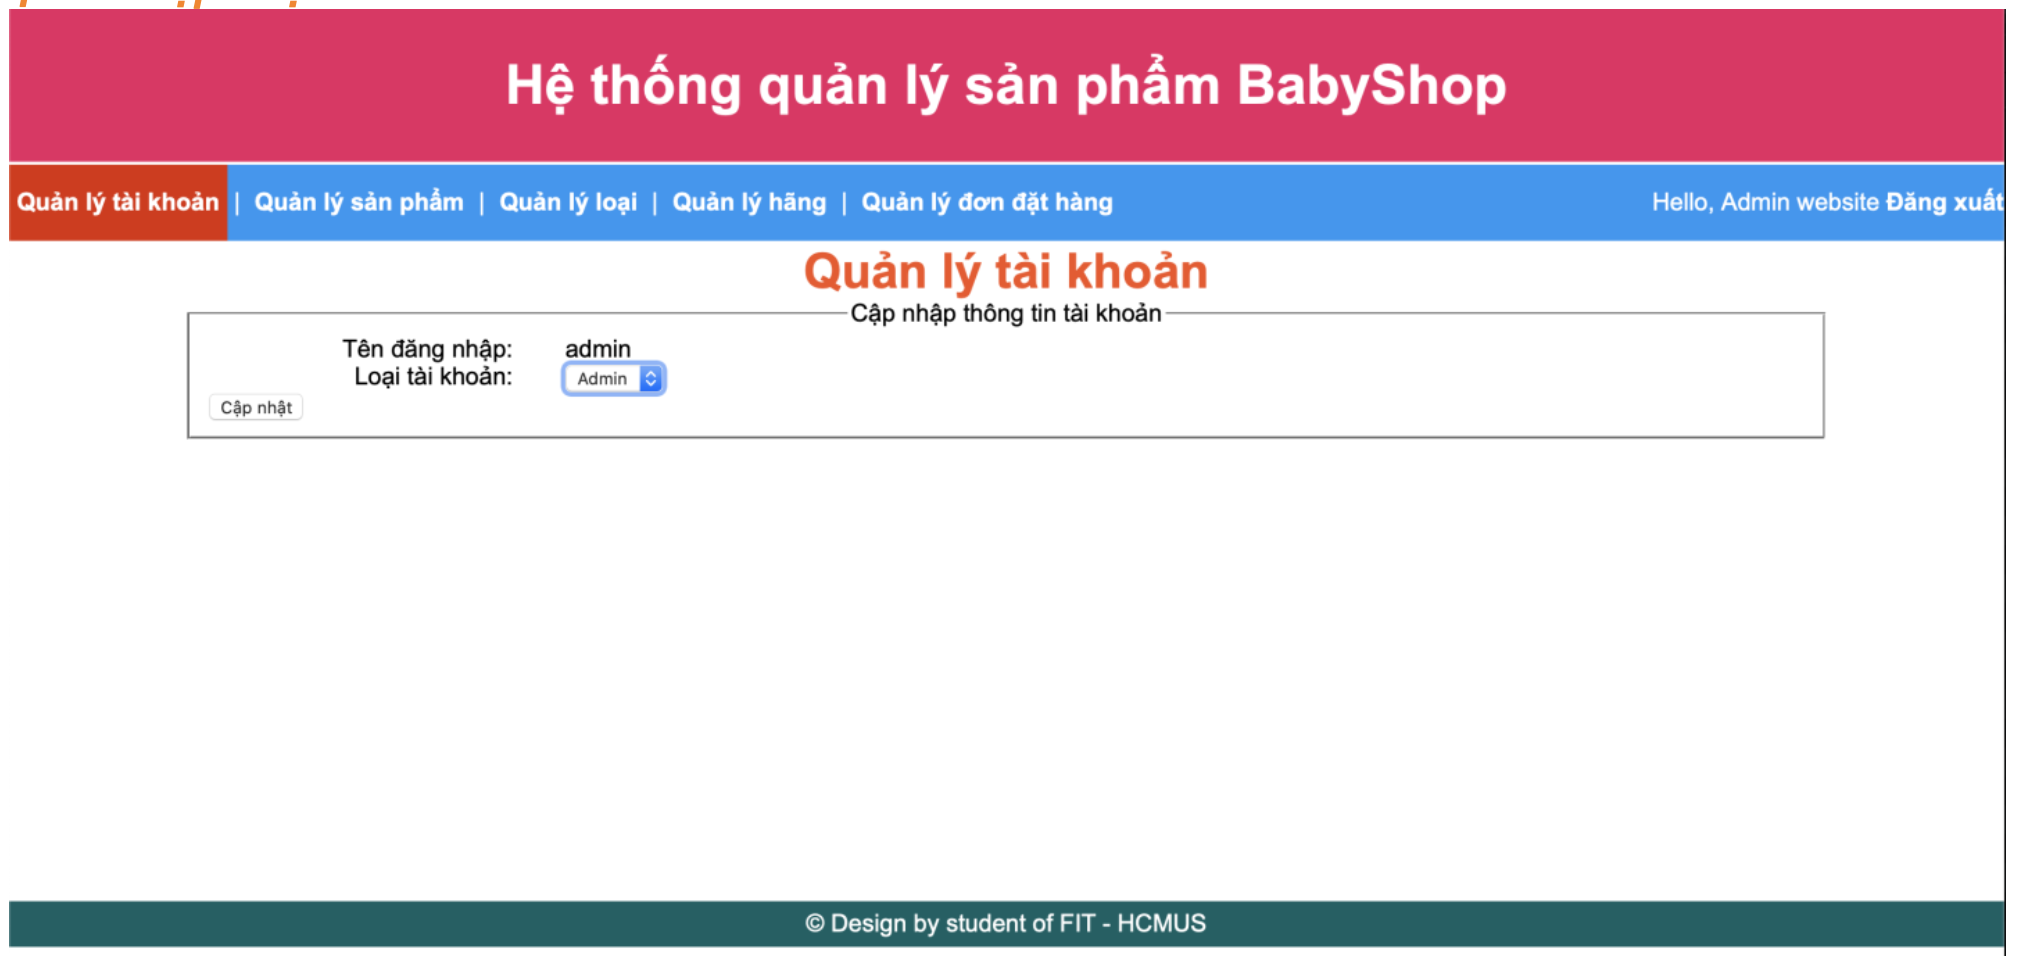 Hệ thống quản lý sản phẩm BabyShop
Quản lý tài khoản | Quản lý sản phẩm | Quản lý loại | Quản lý hãng | Quản lý đơn đặt hàng Hello, Admin website Đăng xuất
Quản lý tài khoản
Cập nhập thông tin tài khoản
Tên đăng nhập: admin
Loại tài khoản: Admin
Cập nhật
© Design by student of FIT - HCMUS